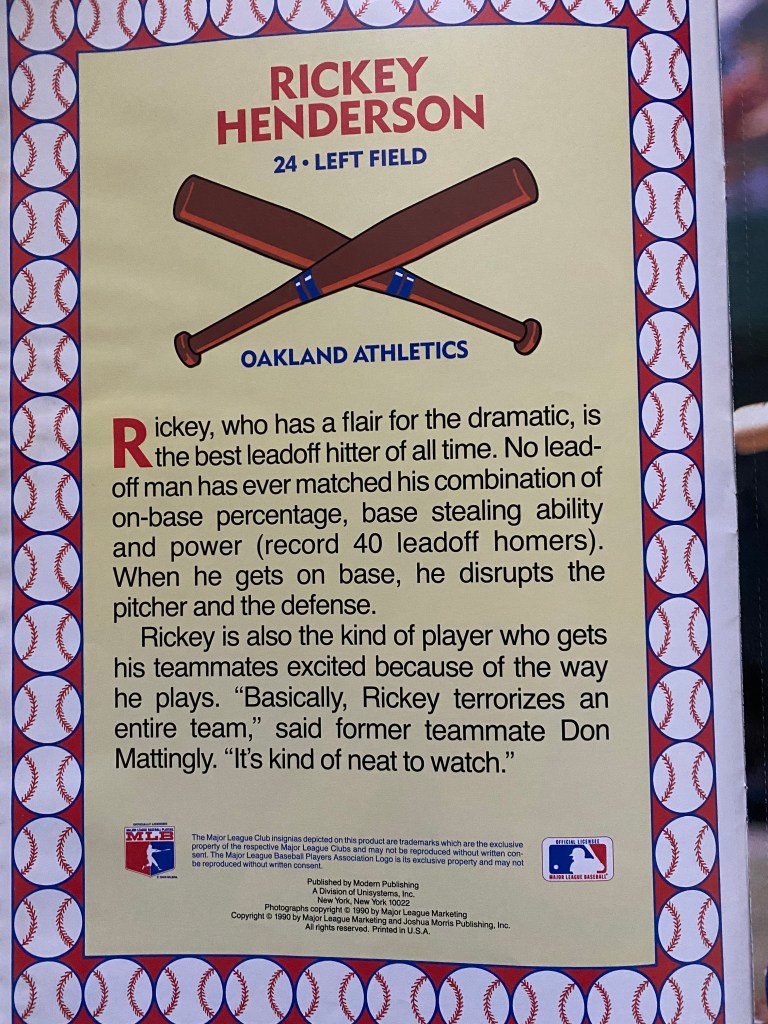 RICKEY
HENDERSON
24 • LEFT FIELD
OAKLAND ATHLETICS
Rickey, who has a flair for the dramatic, is
the best leadoff hitter of all time. No lead-
off man has ever matched his combination of
on-base percentage, base stealing ability
and power (record 40 leadoff homers).
When he gets on base, he disrupts the
pitcher and the defense.
Rickey is also the kind of player who gets
his teammates excited because of the way
he plays. “Basically, Rickey terrorizes an
entire team,” said former teammate Don
Mattingly. “It’s kind of neat to watch.”
OFFICIALLY LICENSED
MAJOR LEAGUE BASEBALL PLAYERS
MLB
The Major League Club insignias depicted on this product are trademarks which are the exclusive
property of the respective Major League Clubs and may not be reproduced without written con-
sent. The Major League Baseball Players Association Logo is its exclusive property and may not
be reproduced without written consent.
OFFICIAL LICENSEE
MAJOR LEAGUE BASEBALL
Published by Modern Publishing
A Division of Unisystems, Inc.
New York, New York 10022
Photographs copyright © 1990 by Major League Marketing
Copyright © 1990 by Major League Marketing and Joshua Morris Publishing, Inc.
All rights reserved. Printed in U.S.A.